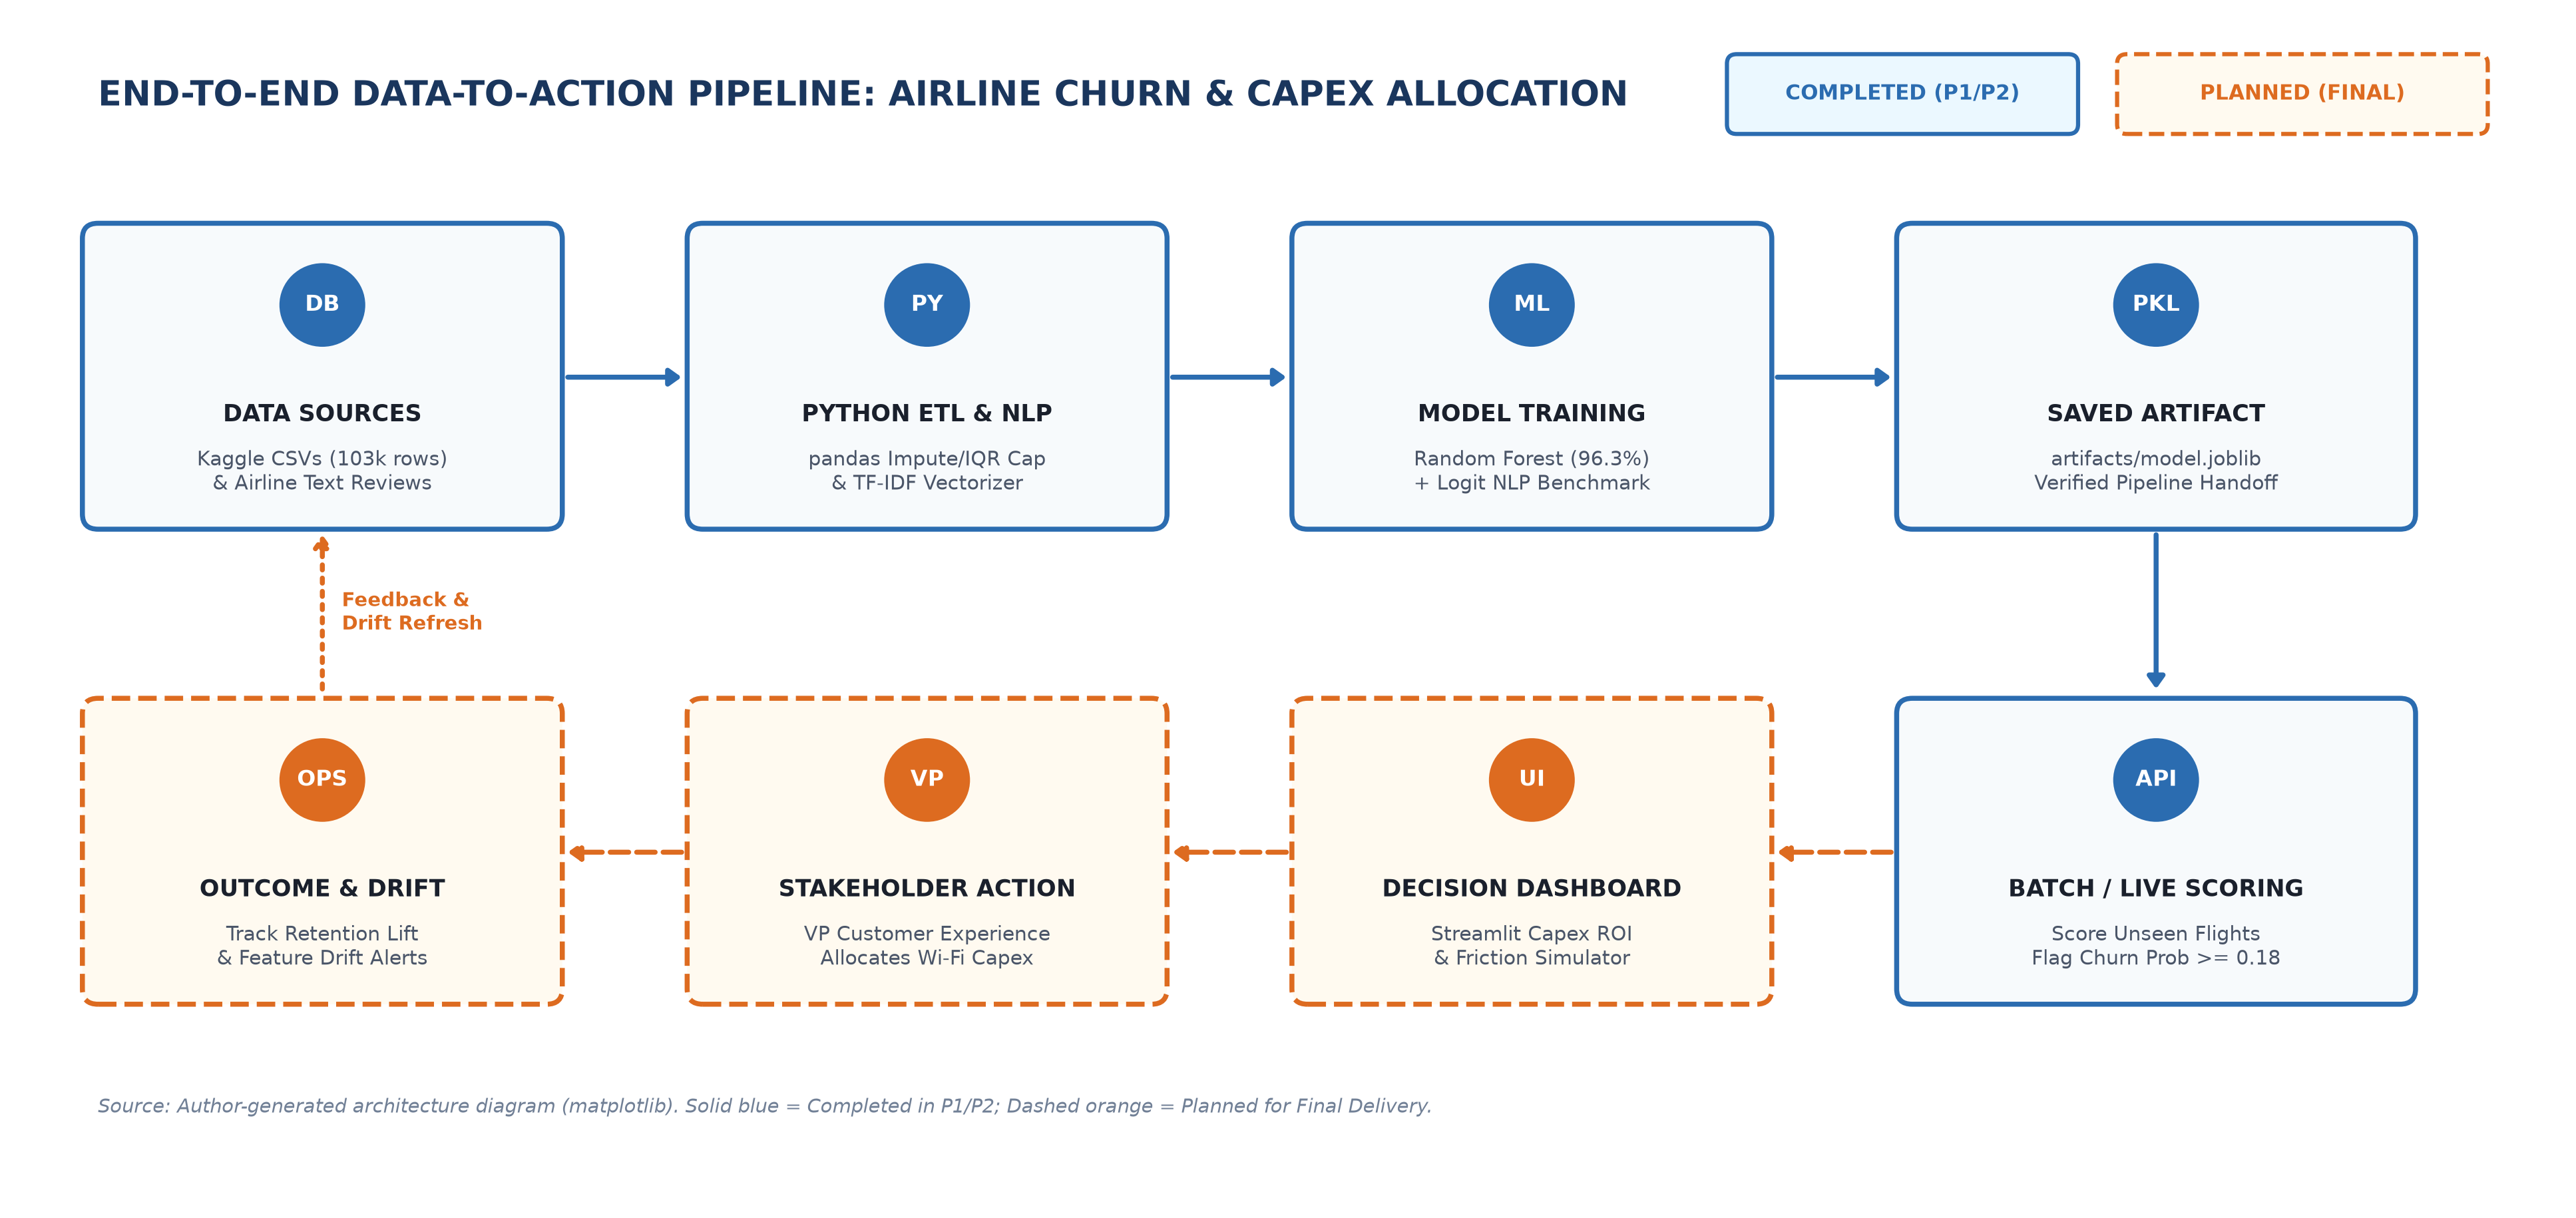 END-TO-END DATA-TO-ACTION PIPELINE: AIRLINE CHURN & CAPEX ALLOCATION
COMPLETED (P1/P2)
PLANNED (FINAL)
DB
DATA SOURCES
Kaggle CSVs (103k rows)
& Airline Text Reviews
PY
PYTHON ETL & NLP
pandas Impute/IQR Cap
& TF-IDF Vectorizer
ML
MODEL TRAINING
Random Forest (96.3%)
+ Logit NLP Benchmark
PKL
SAVED ARTIFACT
artifacts/model.joblib
Verified Pipeline Handoff
Feedback &
Drift Refresh
OPS
OUTCOME & DRIFT
Track Retention Lift
& Feature Drift Alerts
VP
STAKEHOLDER ACTION
VP Customer Experience
Allocates Wi-Fi Capex
UI
DECISION DASHBOARD
Streamlit Capex ROI
& Friction Simulator
API
BATCH / LIVE SCORING
Score Unseen Flights
Flag Churn Prob >= 0.18
Source: Author-generated architecture diagram (matplotlib). Solid blue = Completed in P1/P2; Dashed orange = Planned for Final Delivery.